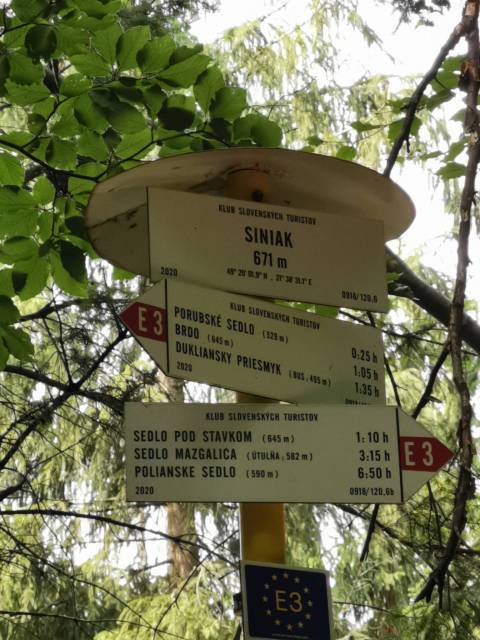 KLUB SLOVENSKÝCH TURISTOV
SINIAK
671 m
2020
0918/120,6
E3
KLUB SLOVENSKÝCH TURISTOV
PORUBSKÉ SEDLO (529 m) 0:25 h
BRDO (645 m) 1:05 h
DUKLIANSKY PRIESMYK (BUS, 495 m) 1:35 h
2020
KLUB SLOVENSKÝCH TURISTOV
SEDLO POD STAVKOM (645 m) 1:10 h
SEDLO MAZGALICA (ÚTULŇA; 582 m) 3:15 h
POLIANSKE SEDLO (590 m) 6:50 h
2020 0918/120,6b
E3
E3